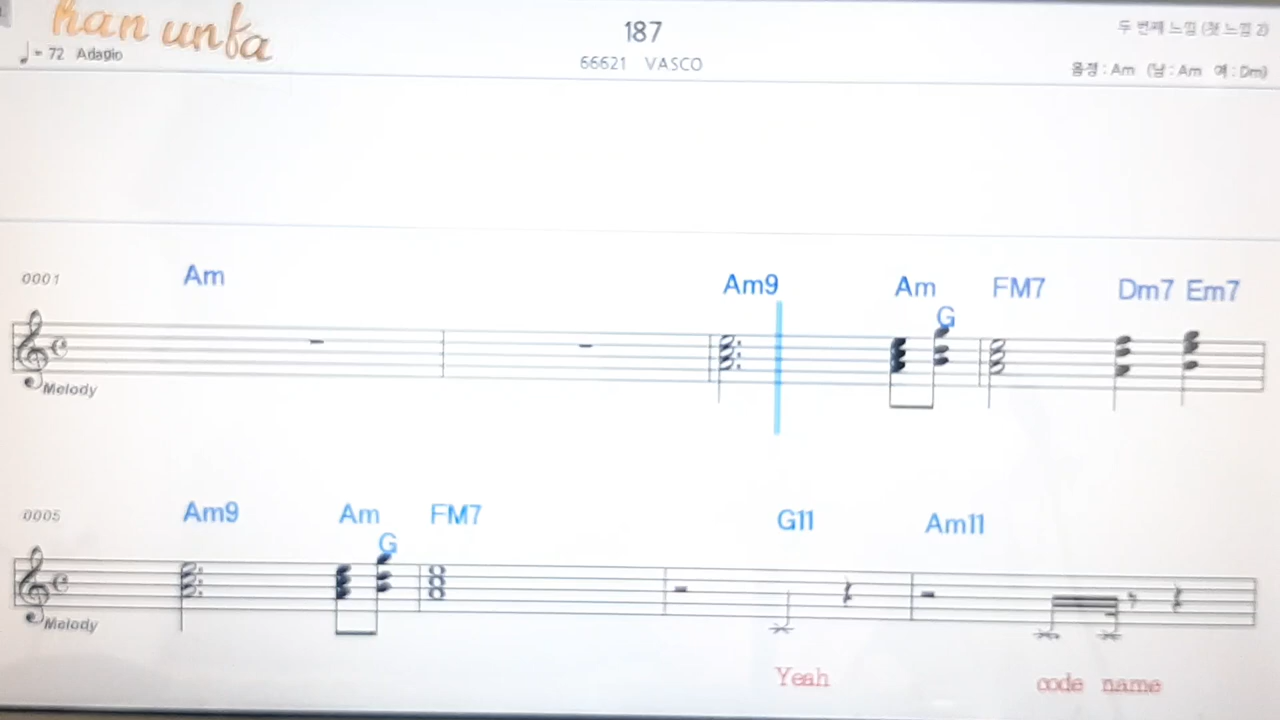 han unfa
187
두 번째 느낌 (첫 느낌 2)
= 72 Adagio
66621 VASCO
음정 : Am (남 : Am 여 : Dm)
0001 Am Am9 Am FM7 Dm7 Em7
G
Melody
0005 Am9 Am FM7 G11 Am11
G
Melody
Yeah code name